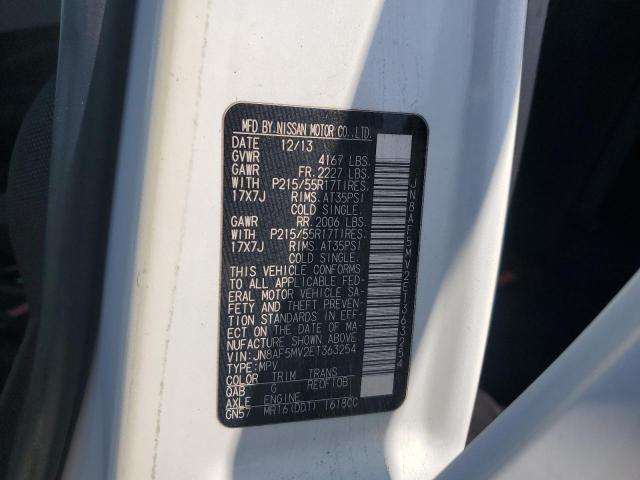 MFD BY NISSAN MOTOR CO., LTD.
DATE 12/13
GVWR 4167 LBS.
GAWR FR. 2227 LBS.
WITH P215/55R17TIRES,
17X7J RIMS, AT35PSI
COLD SINGLE,
GAWR RR. 2006 LBS.
WITH P215/55R17TIRES,
17X7J RIMS, AT35PSI
COLD SINGLE,
THIS VEHICLE CONFORMS
TO ALL APPLICABLE FED-
ERAL MOTOR VEHICLE SA-
FETY AND THEFT PREVEN-
TION STANDARDS IN EFF-
ECT ON THE DATE OF MA-
NUFACTURE SHOWN ABOVE.
VIN: JN8AF5MV2ET363254
TYPE: MPV
COLOR TRIM TRANS
QAB G RE0F10B
AXLE ENGINE
GN57 MR16(DDT) 1618CC
JN8AF5MV2ET363254